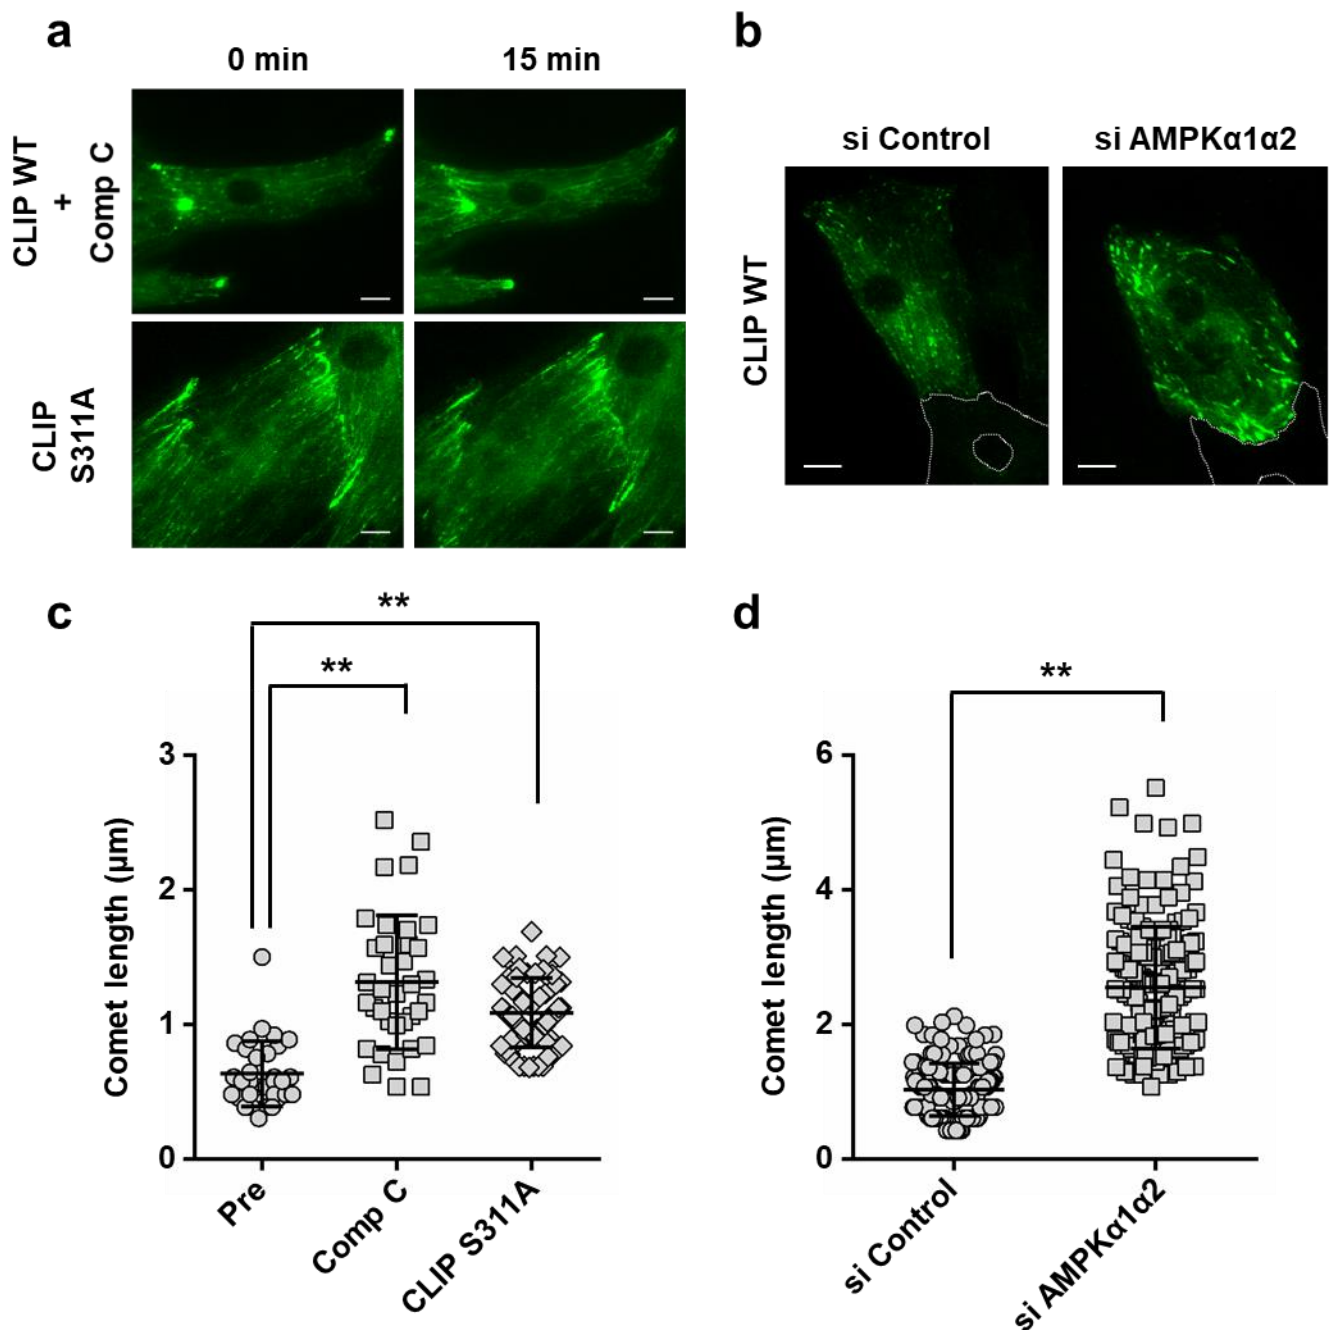 a
0 min
15 min
CLIP WT
+
Comp C
CLIP
S311A
b
si Control
si AMPKα1α2
CLIP WT
c
**
**
3
2
1
0
Comet length (μm)
Pre
Comp C
CLIP S311A
d
**
6
4
2
0
Comet length (μm)
si Control
si AMPKα1α2